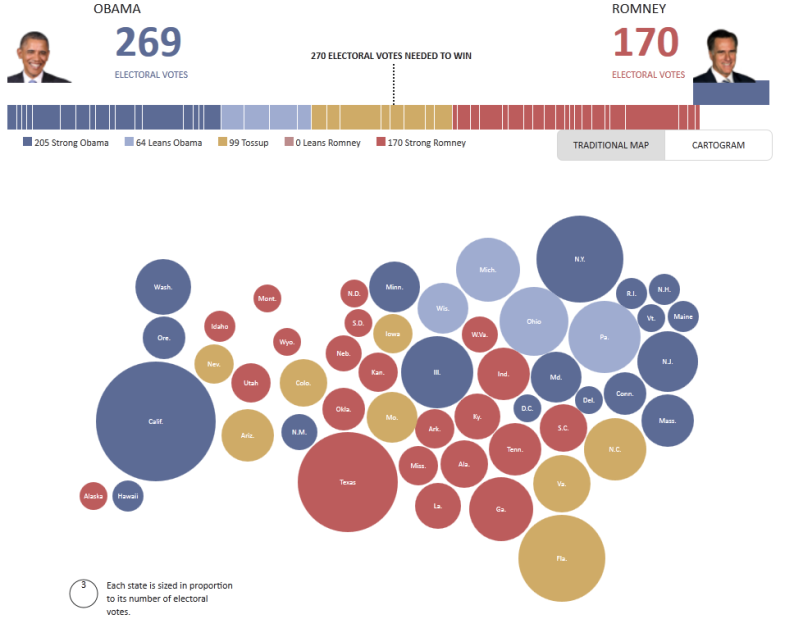 OBAMA
ROMNEY
269
170
270 ELECTORAL VOTES NEEDED TO WIN
ELECTORAL VOTES
ELECTORAL VOTES
205 Strong Obama
64 Leans Obama
99 Tossup
0 Leans Romney
170 Strong Romney
TRADITIONAL MAP
CARTOGRAM
N.Y.
Mich.
Wash.
Mont.
N.D.
Minn.
R.I.
N.H.
Wis.
Ohio
Vt.
Maine
Idaho
S.D.
Iowa
W.Va.
Pa.
Ore.
Wyo.
Neb.
N.J.
Nev.
Utah
Colo.
Kan.
Ill.
Ind.
Md.
Conn.
Del.
D.C.
Calif.
Okla.
Mo.
Ky.
Mass.
Ariz.
N.M.
Ark.
S.C.
Tenn.
N.C.
Miss.
Ala.
Texas
Va.
Alaska
Hawaii
La.
Ga.
Fla.
3
Each state is sized in proportion
to its number of electoral
votes.